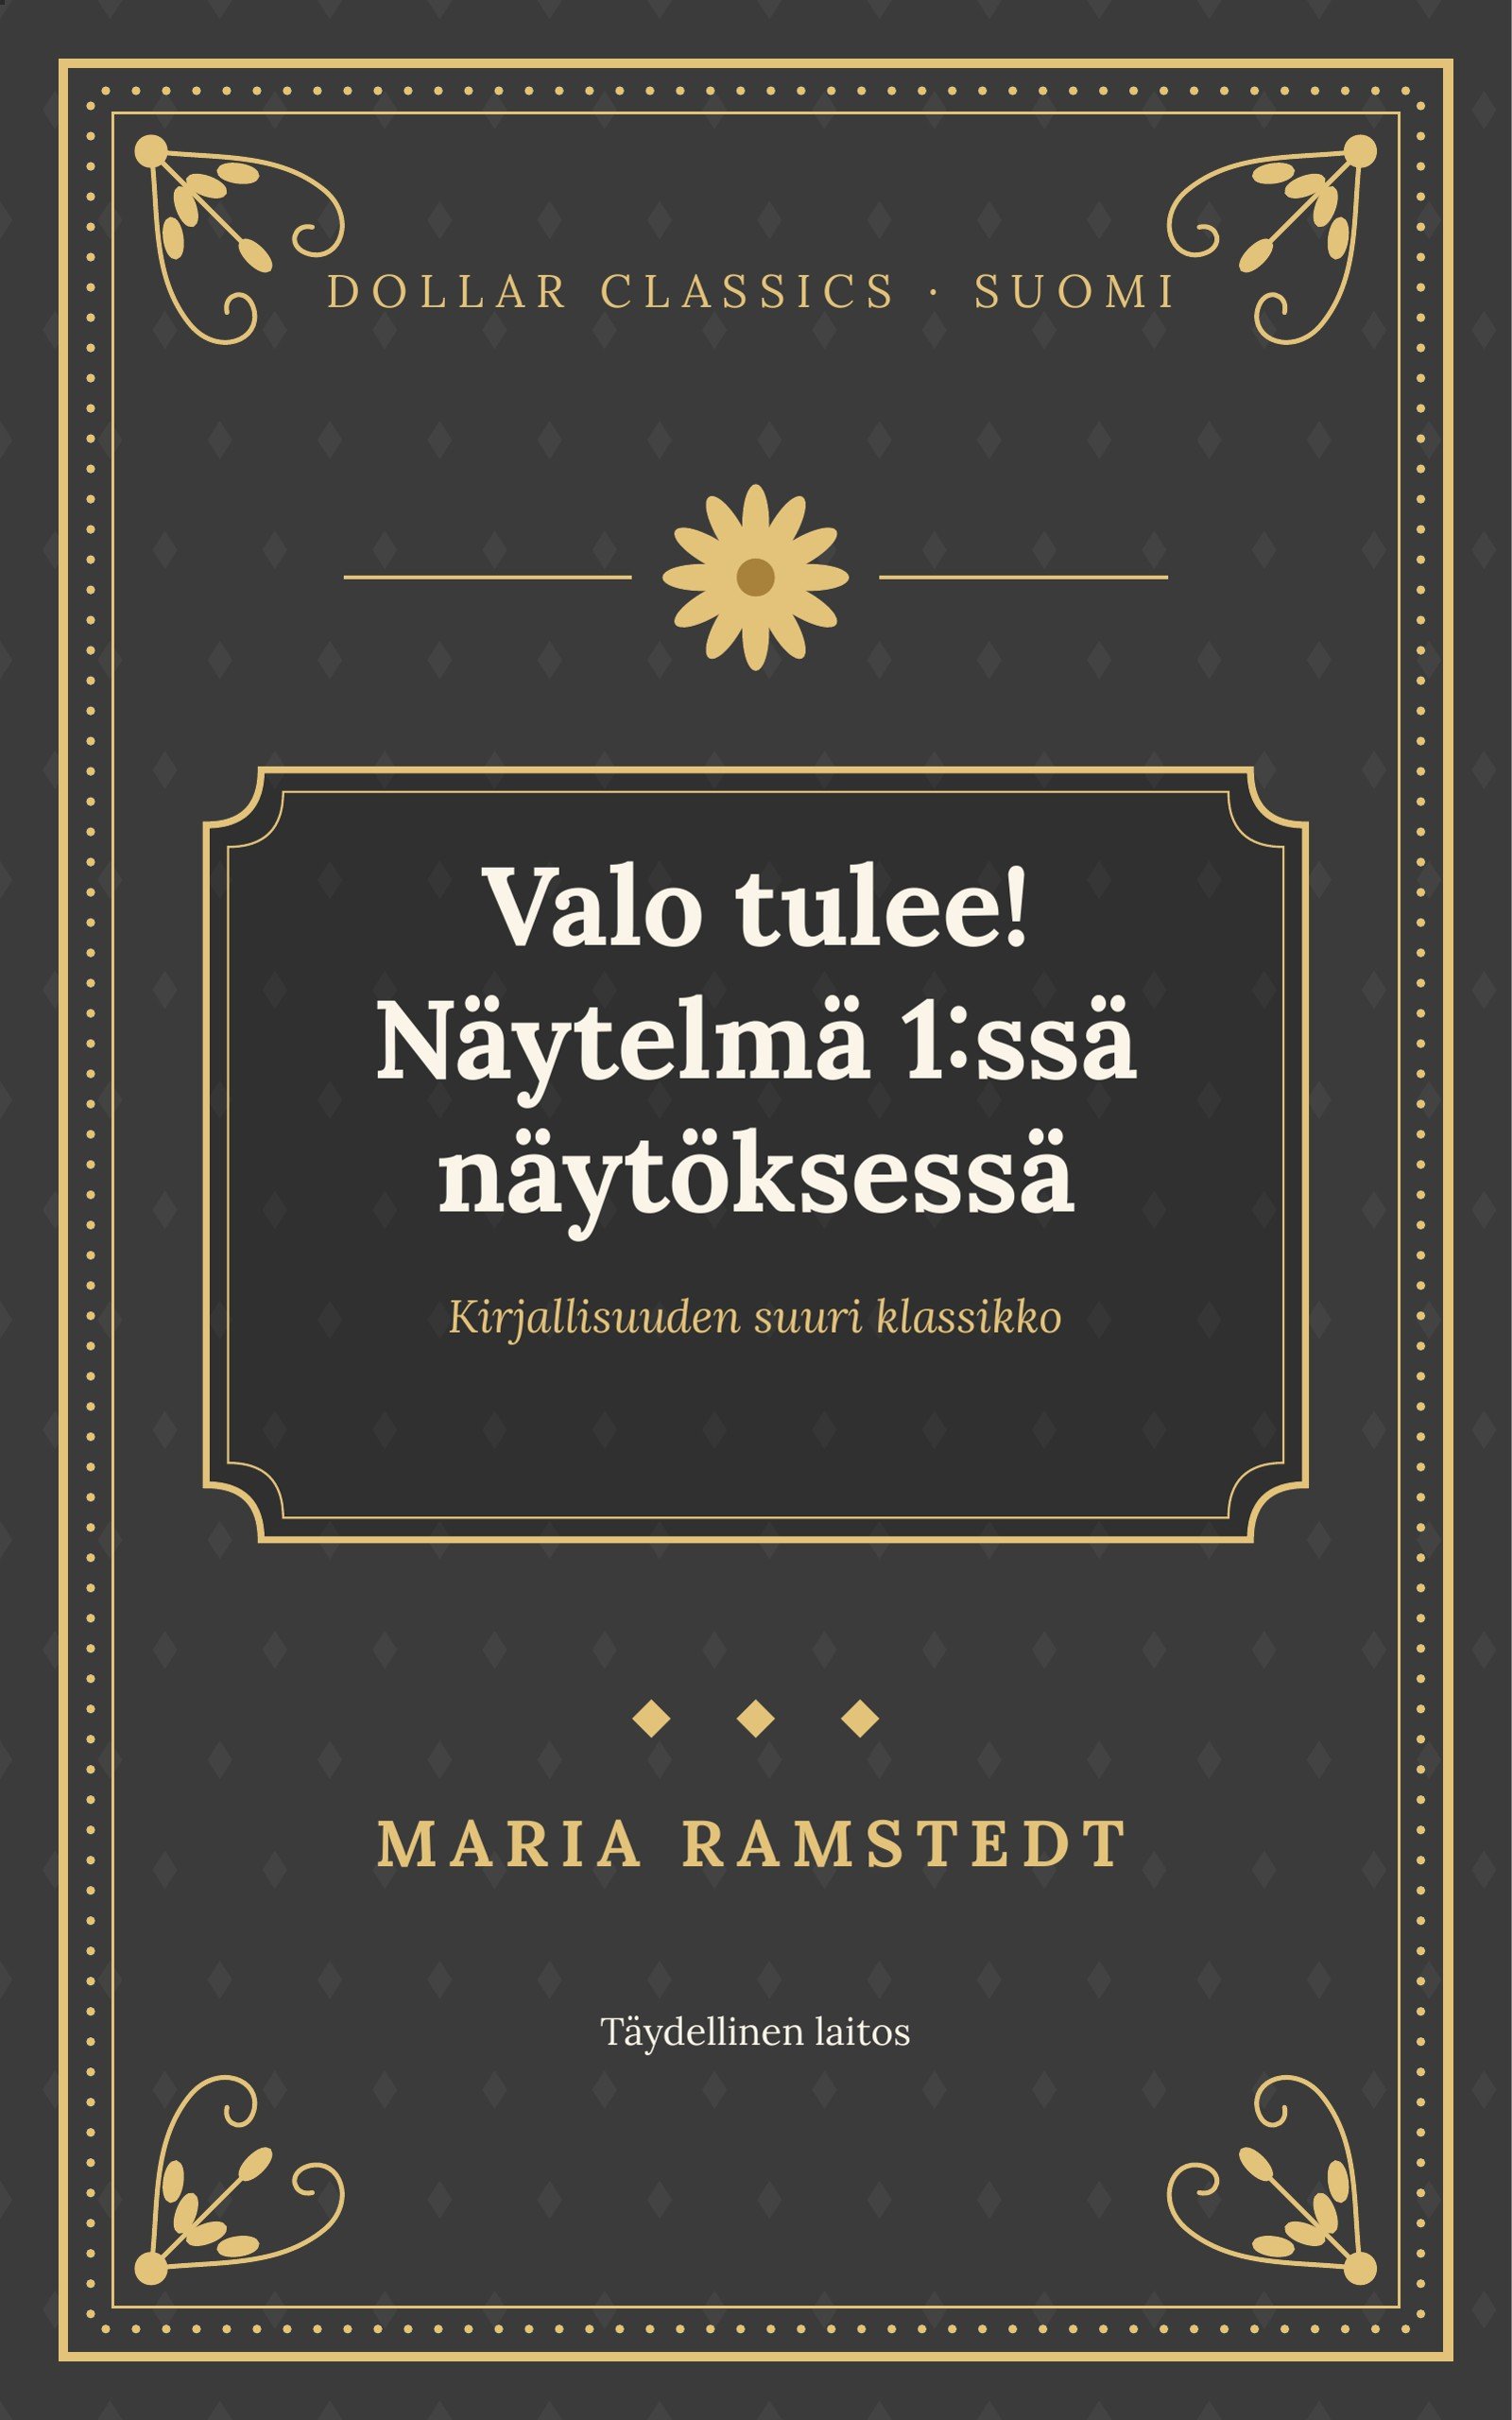 DOLLAR CLASSICS · SUOMI
Valo tulee!
Näytelmä 1:ssä
näytöksessä
Kirjallisuuden suuri klassikko
MARIA RAMSTEDT
Täydellinen laitos